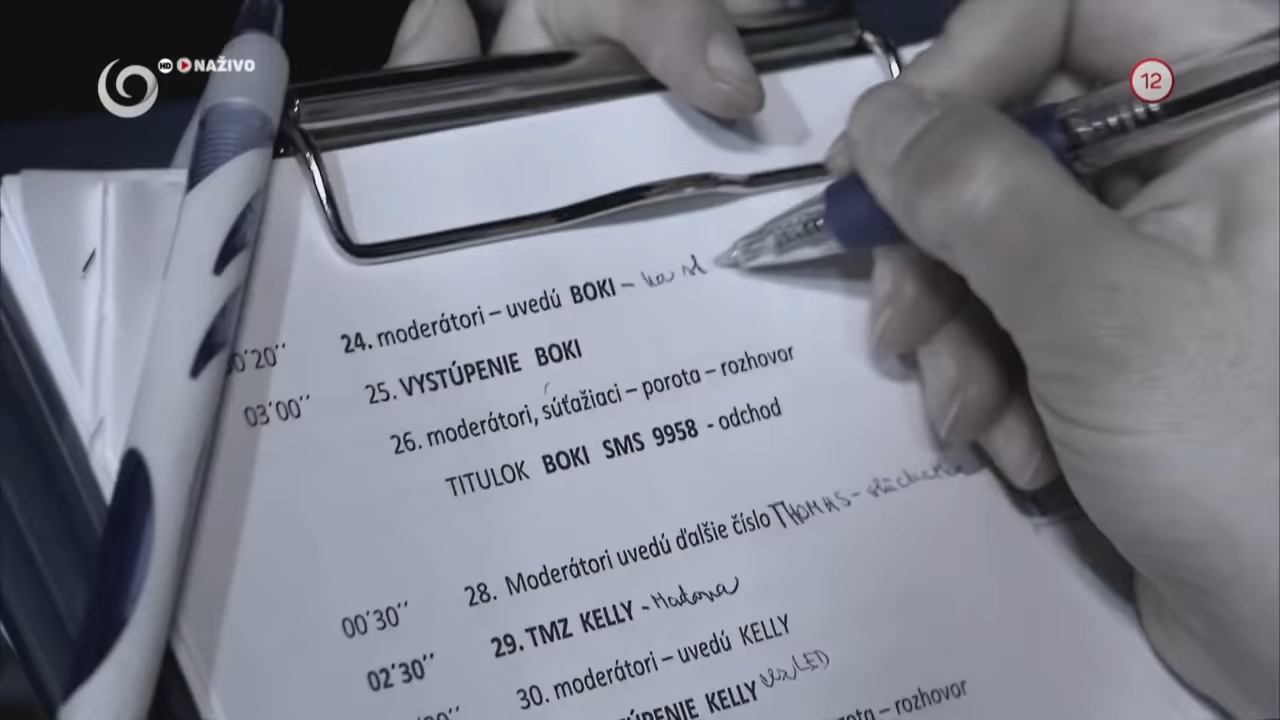 HD NAŽIVO
12
00´20´´ 24. moderátori – uvedú BOKI –
03´00´´ 25. VYSTÚPENIE BOKI
26. moderátori, súťažiaci – porota – rozhovor
TITULOK BOKI SMS 9958 - odchod
28. Moderátori uvedú ďalšie číslo THOMAS -
00´30´´ 29. TMZ KELLY - Madona
02´30´´ 30. moderátori – uvedú KELLY
KELLY LED
– rozhovor